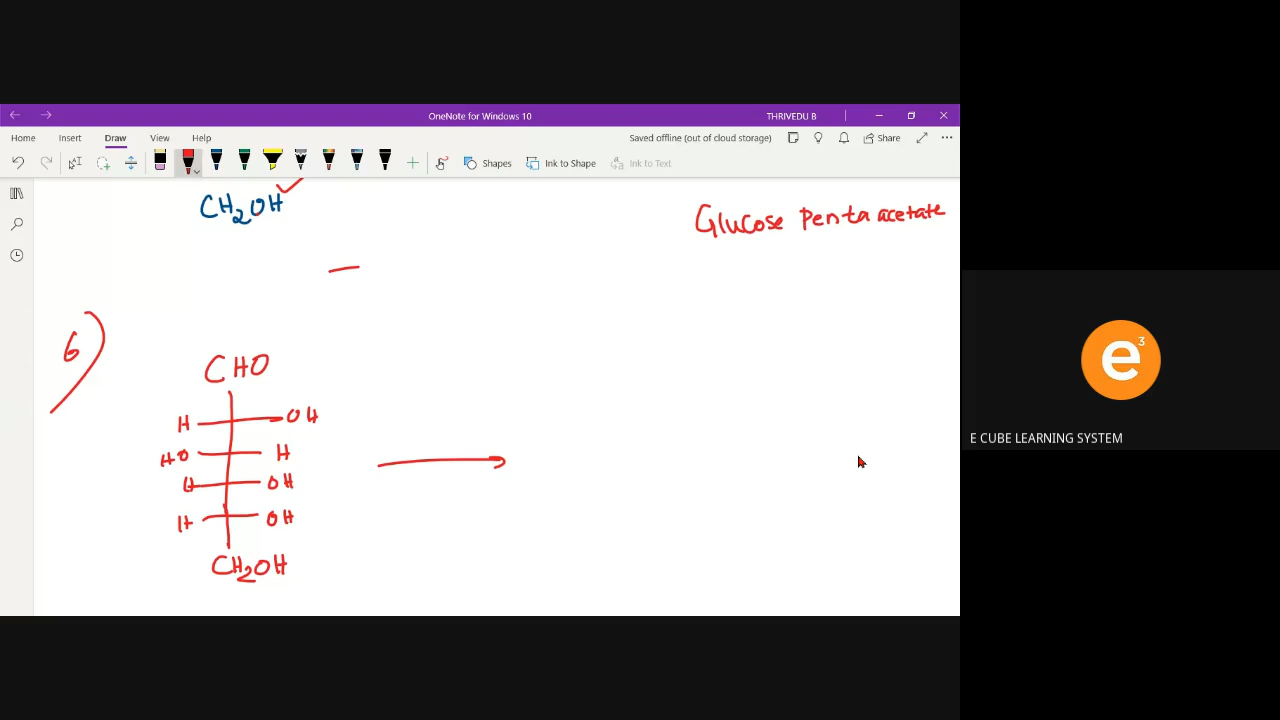 OneNote for Windows 10
THRIVEDU B
Home Insert Draw View Help
Saved offline (out of cloud storage)
Share
Shapes
Ink to Shape
Ink to Text
CH2OH
Glucose Penta acetate
6)
CHO
H OH
HO H
H OH
H OH
CH2OH
e3
E CUBE LEARNING SYSTEM